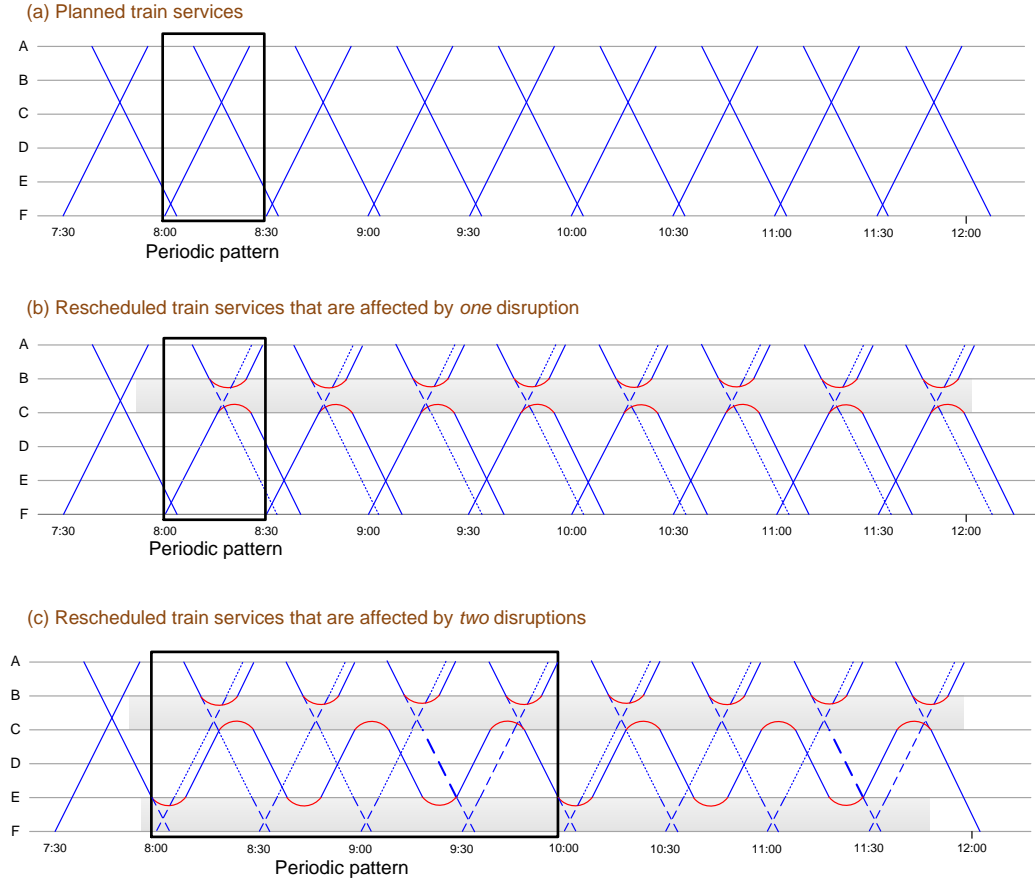 (a) Planned train services
A
B
C
D
E
F
7:30 8:00 8:30 9:00 9:30 10:00 10:30 11:00 11:30 12:00
Periodic pattern
(b) Rescheduled train services that are affected by one disruption
A
B
C
D
E
F
7:30 8:00 8:30 9:00 9:30 10:00 10:30 11:00 11:30 12:00
Periodic pattern
(c) Rescheduled train services that are affected by two disruptions
A
B
C
D
E
F
7:30 8:00 8:30 9:00 9:30 10:00 10:30 11:00 11:30 12:00
Periodic pattern